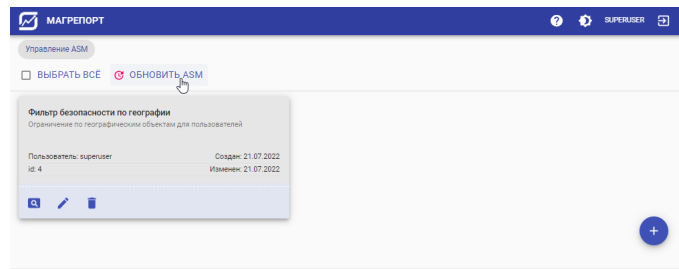 МАГРЕПОРТ
SUPERUSER
Управление ASM
ВЫБРАТЬ ВСЁ
ОБНОВИТЬ ASM
Фильтр безопасности по географии
Ограничение по географическим объектам для пользователей
Пользователь: superuser Создан: 21.07.2022
id: 4 Изменен: 21.07.2022